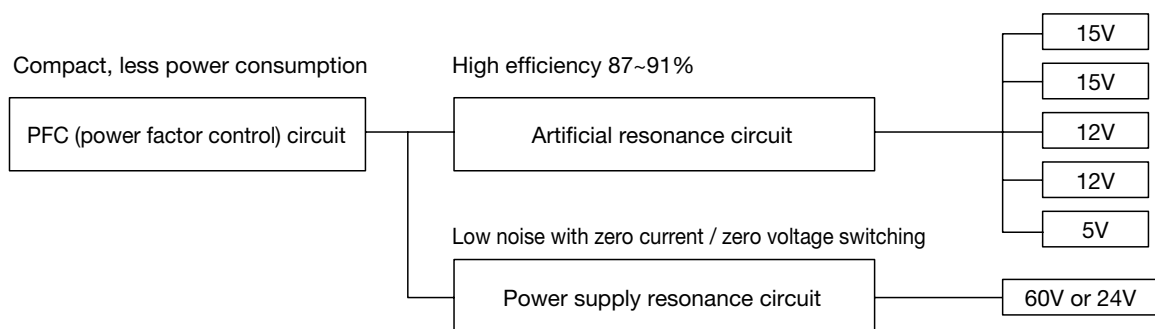 Compact, less power consumption
PFC (power factor control) circuit
High efficiency 87~91%
Artificial resonance circuit
15V
15V
12V
12V
5V
Low noise with zero current / zero voltage switching
Power supply resonance circuit
60V or 24V